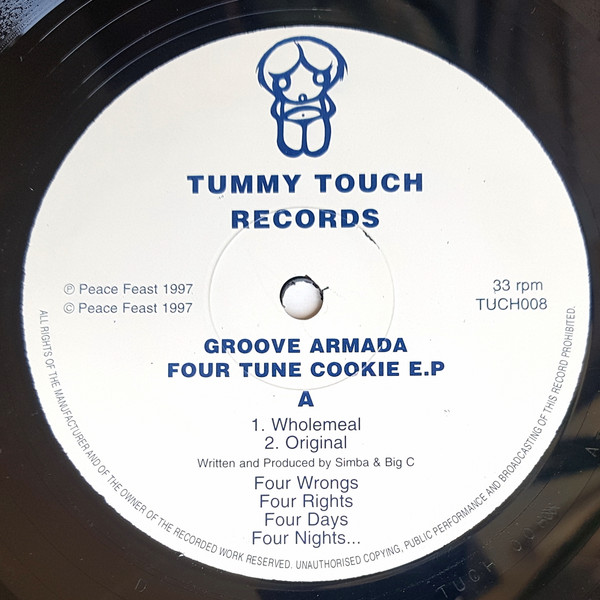 TUMMY TOUCH
RECORDS
℗ Peace Feast 1997
© Peace Feast 1997
33 rpm
TUCH008
GROOVE ARMADA
FOUR TUNE COOKIE E.P
A
1. Wholemeal
2. Original
Written and Produced by Simba & Big C
Four Wrongs
Four Rights
Four Days
Four Nights...
ALL RIGHTS OF THE MANUFACTURER AND OF THE OWNER OF THE RECORDED WORK RESERVED. UNAUTHORISED COPYING, PUBLIC PERFORMANCE AND BROADCASTING OF THIS RECORD PROHIBITED.
TUCH